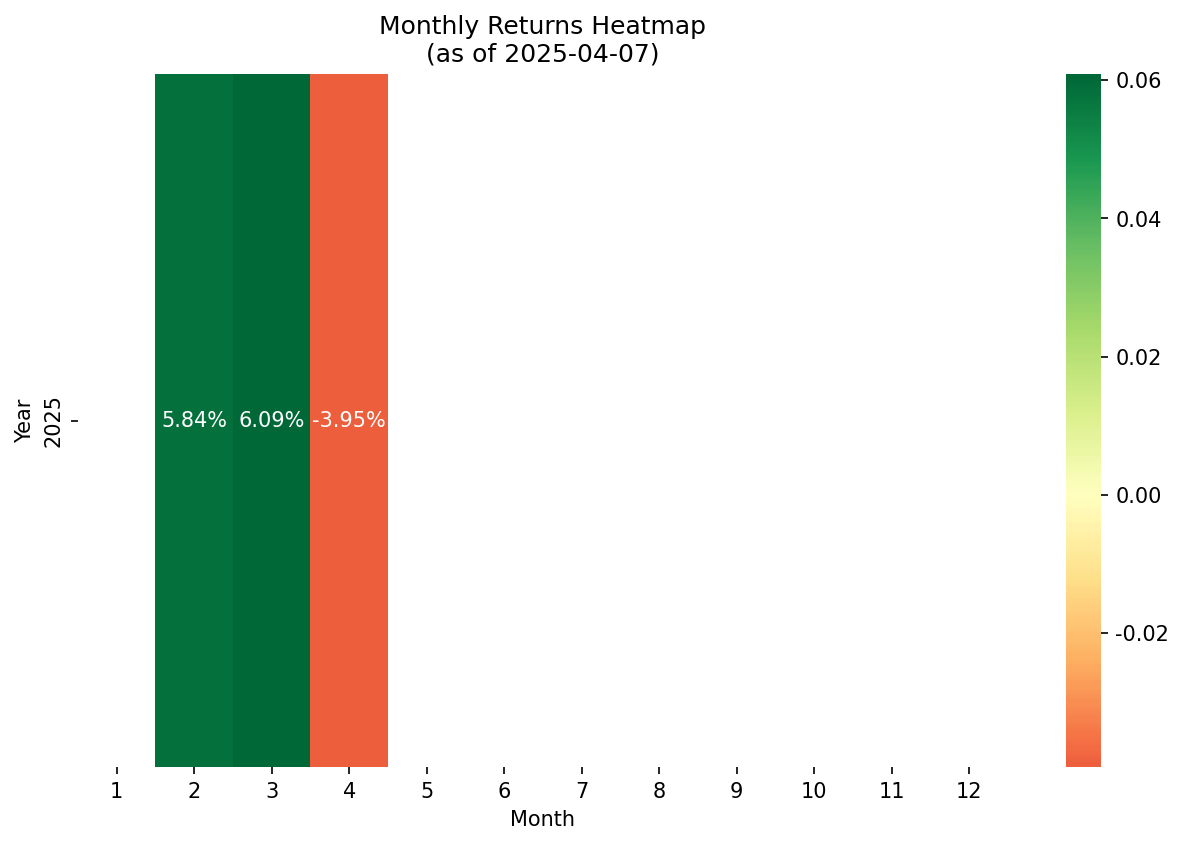 Monthly Returns Heatmap
(as of 2025-04-07)
Year
2025
5.84% 6.09% -3.95%
0.06
0.04
0.02
0.00
-0.02
1 2 3 4 5 6 7 8 9 10 11 12
Month